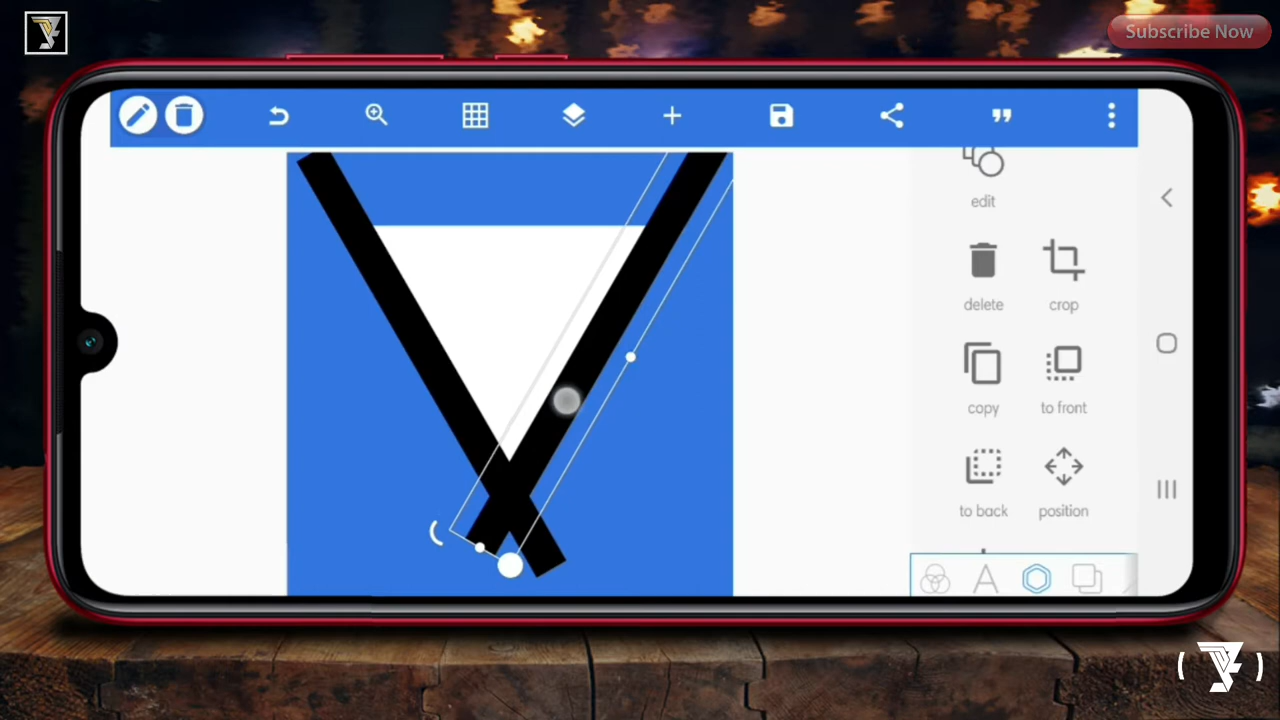 Subscribe Now
edit
delete crop
copy to front
to back position